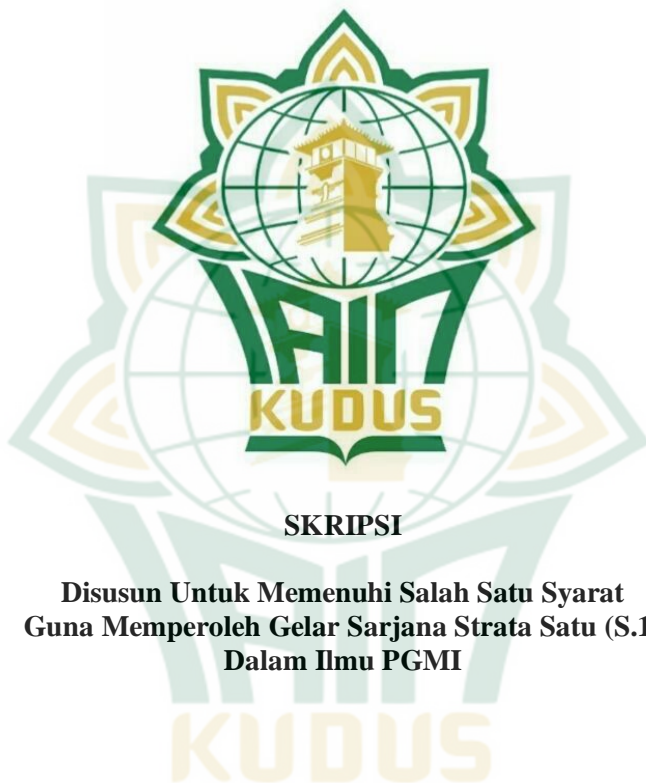 IAIN
KUDUS
SKRIPSI
Disusun Untuk Memenuhi Salah Satu Syarat
Guna Memperoleh Gelar Sarjana Strata Satu (S.1
Dalam Ilmu PGMI
KUDUS